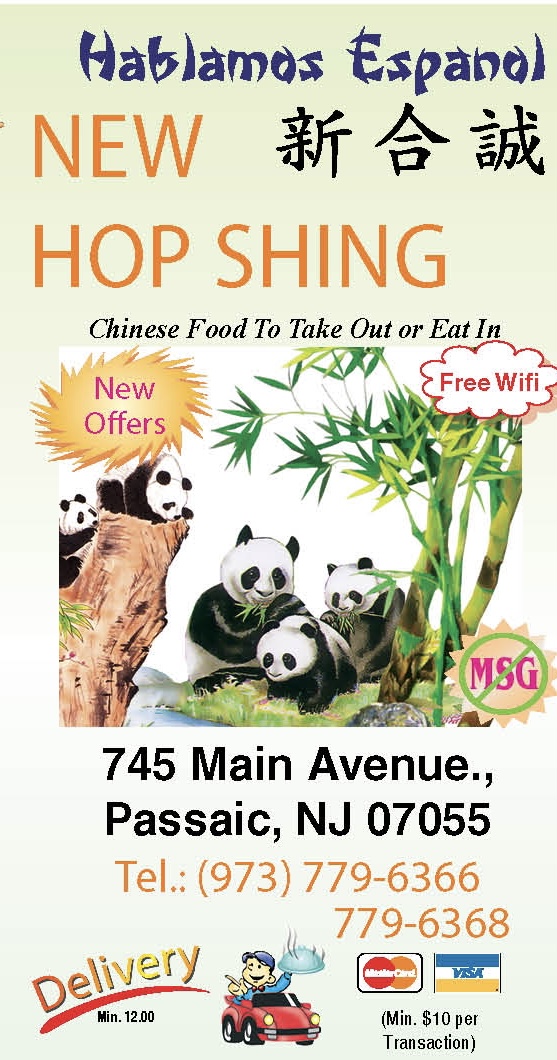 Hablamos Espanol
NEW 新合誠
HOP SHING
Chinese Food To Take Out or Eat In
New
Offers
Free Wifi
MSG
745 Main Avenue.,
Passaic, NJ 07055
Tel.: (973) 779-6366
779-6368
Delivery
Min. 12.00
MasterCard
VISA
(Min. $10 per
Transaction)